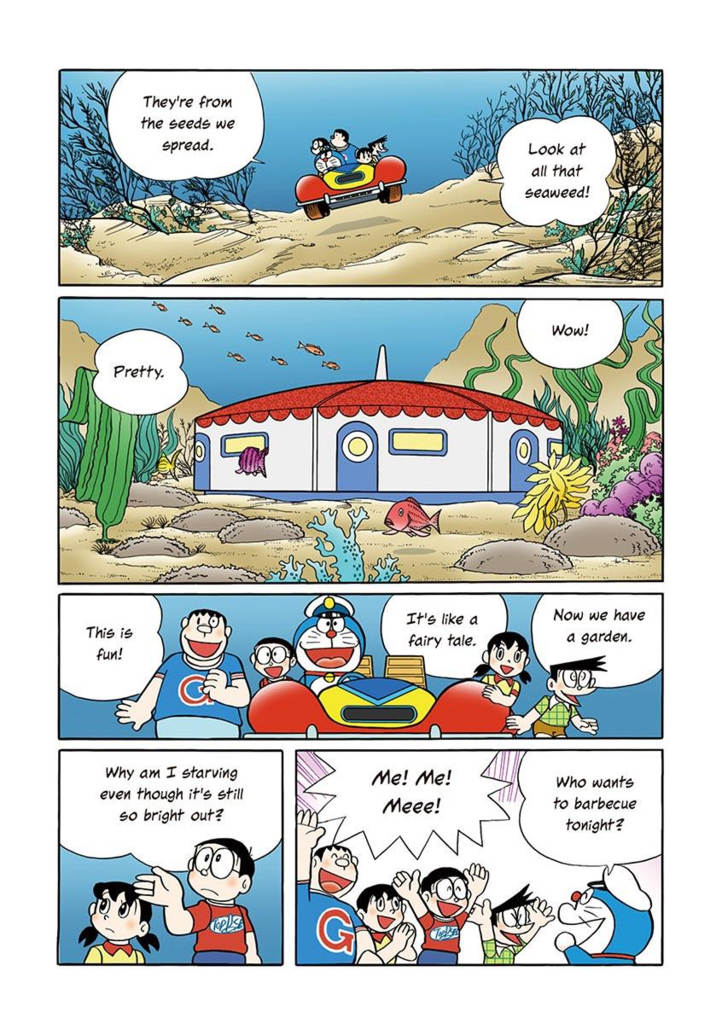 Look at
all that
seaweed!
They're from
the seeds we
spread.
Wow!
Pretty.
Now we have
a garden.
It's like a
fairy tale.
This is
fun!
G
Who wants
to barbecue
tonight?
Me! Me!
Meee!
G
Why am I starving
even though it's still
so bright out?